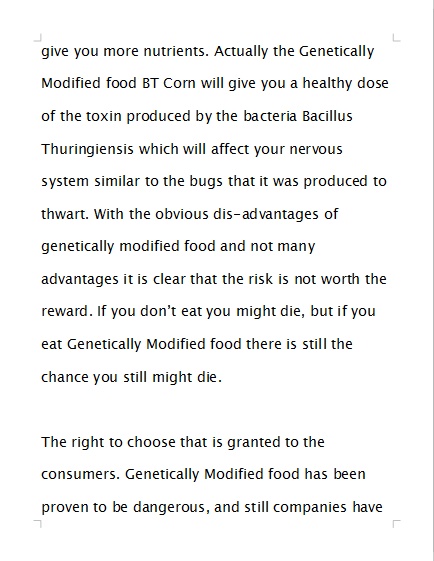 give you more nutrients. Actually the Genetically
Modified food BT Corn will give you a healthy dose
of the toxin produced by the bacteria Bacillus
Thuringiensis which will affect your nervous
system similar to the bugs that it was produced to
thwart. With the obvious dis-advantages of
genetically modified food and not many
advantages it is clear that the risk is not worth the
reward. If you don't eat you might die, but if you
eat Genetically Modified food there is still the
chance you still might die.
The right to choose that is granted to the
consumers. Genetically Modified food has been
proven to be dangerous, and still companies have